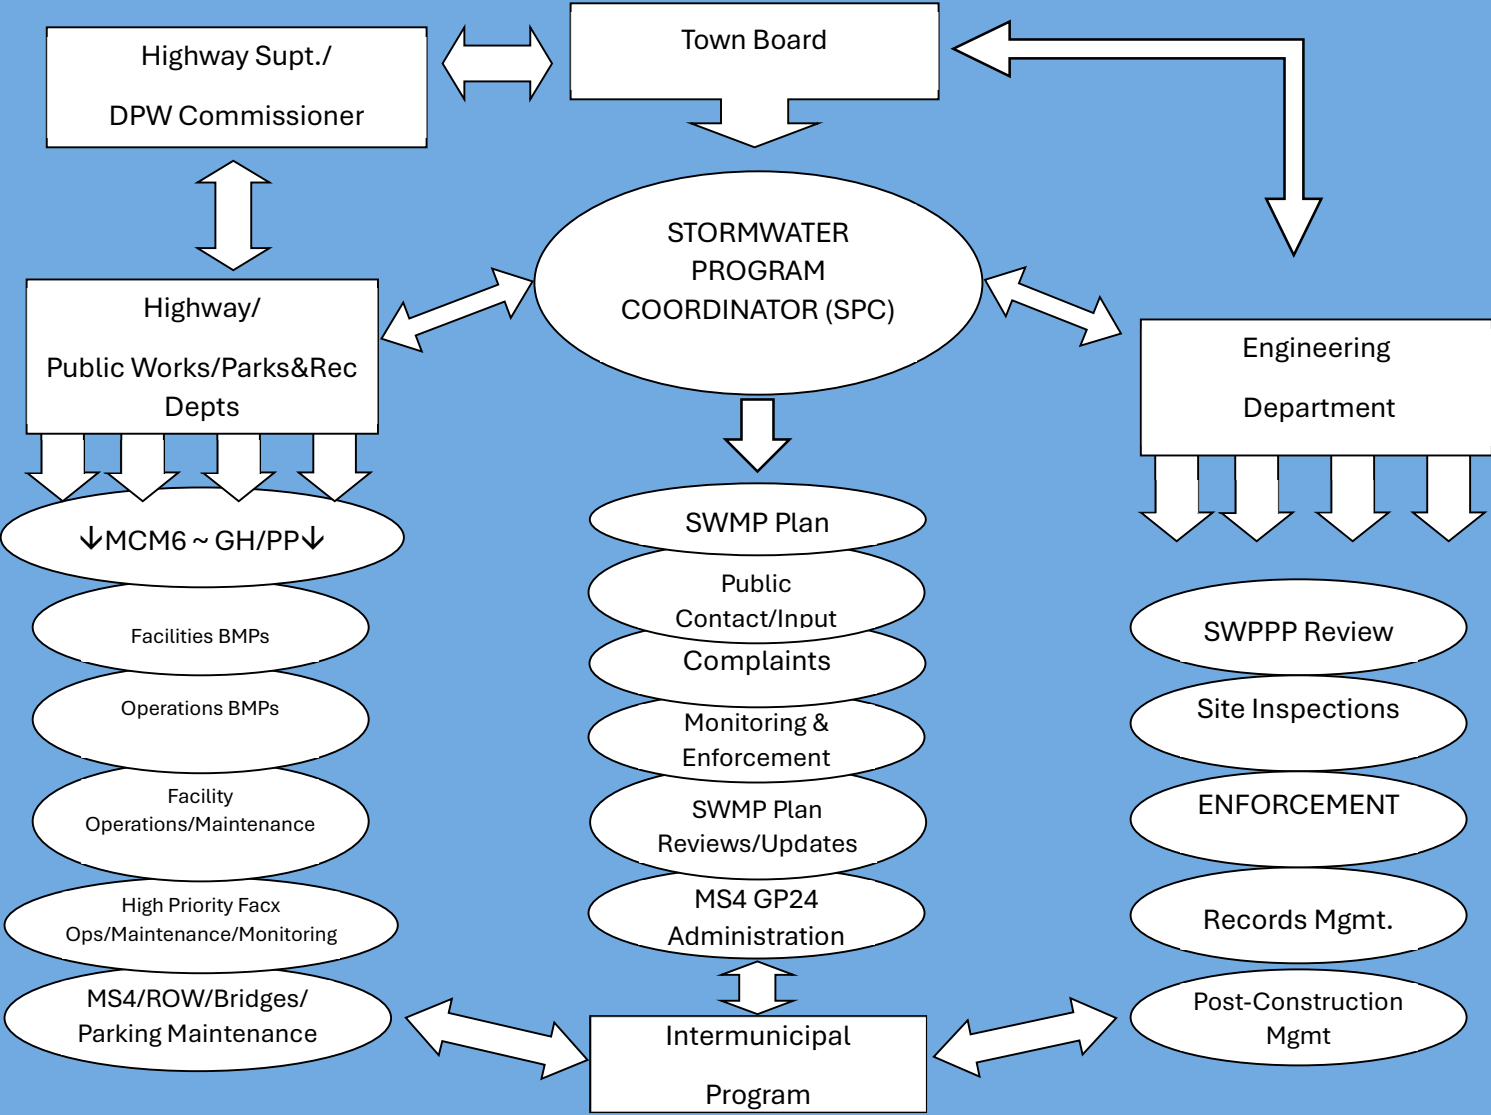 Highway Supt./
DPW Commissioner
Town Board
STORMWATER
PROGRAM
COORDINATOR (SPC)
Highway/
Public Works/Parks&Rec
Depts
Engineering
Department
↓MCM6 ~ GH/PP↓
Facilities BMPs
Operations BMPs
Facility
Operations/Maintenance
High Priority Facx
Ops/Maintenance/Monitoring
MS4/ROW/Bridges/
Parking Maintenance
SWMP Plan
Public
Contact/Input
Complaints
Monitoring &
Enforcement
SWMP Plan
Reviews/Updates
MS4 GP24
Administration
Intermunicipal
Program
SWPPP Review
Site Inspections
ENFORCEMENT
Records Mgmt.
Post-Construction
Mgmt